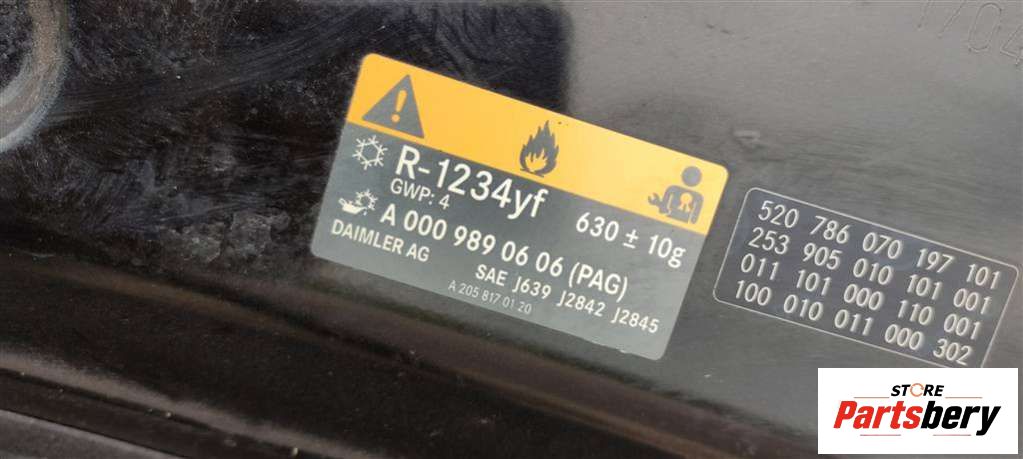 R-1234yf 630 ± 10g
GWP: 4
A 000 989 06 06 (PAG)
DAIMLER AG SAE J639 J2842 J2845
A 205 817 01 20
520 786 070 197 101
253 905 010 101 001
011 101 000 110 001
100 010 011 000 302
1704
STORE
Partsbery